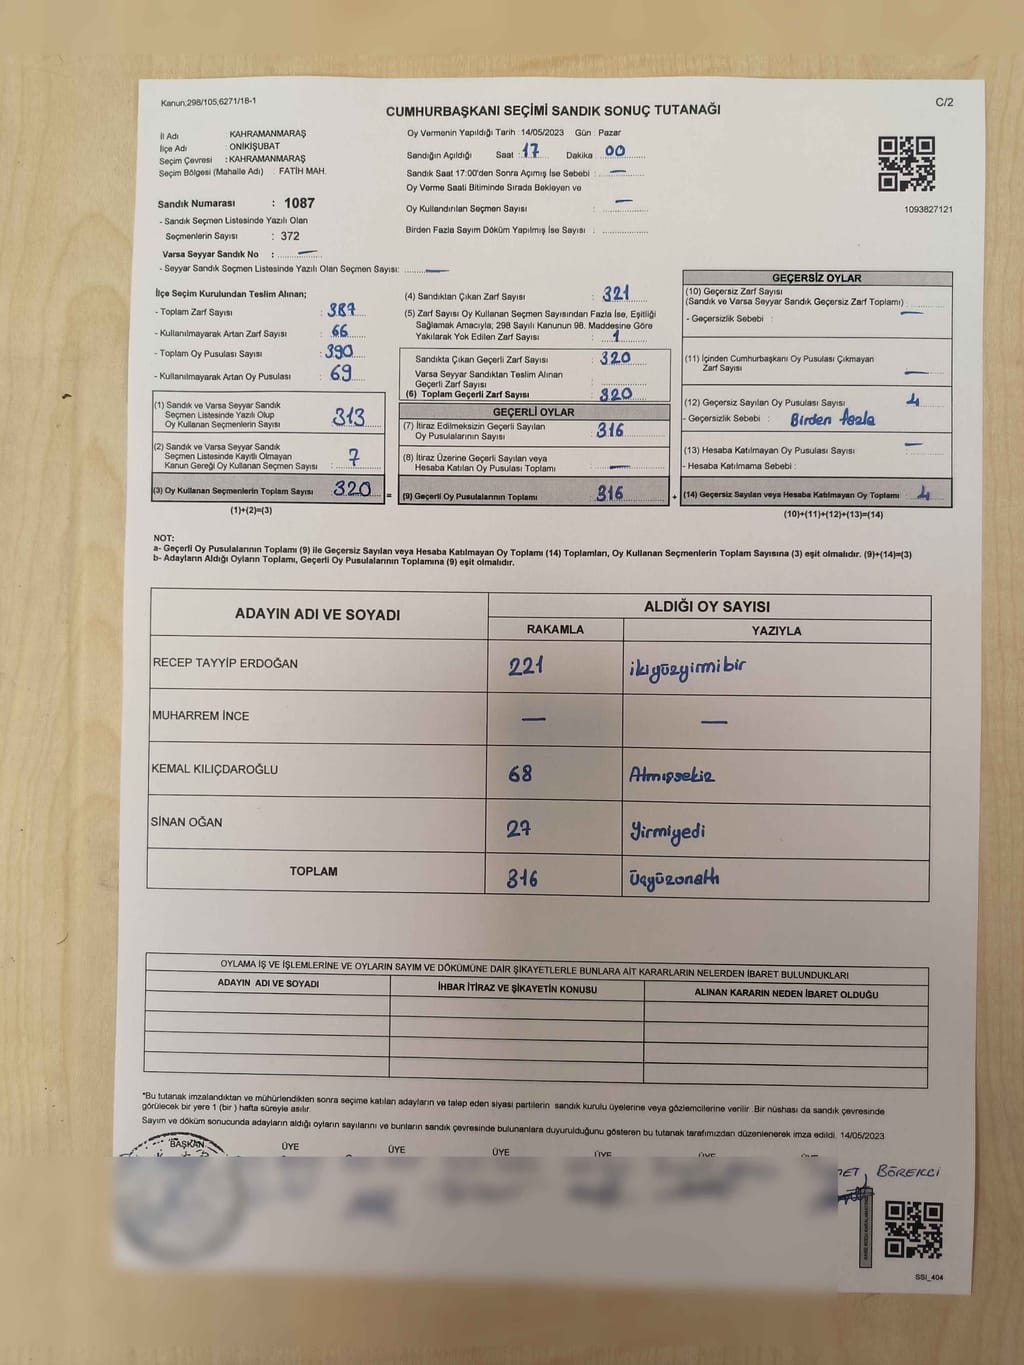 Kanun;298/105,6271/18-1
C/2
CUMHURBAŞKANI SEÇİMİ SANDIK SONUÇ TUTANAĞI
İl Adı KAHRAMANMARAŞ
İlçe Adı : ONİKİŞUBAT
Seçim Çevresi : KAHRAMANMARAŞ
Seçim Bölgesi (Mahalle Adı) : FATİH MAH.
Sandık Numarası : 1087
- Sandık Seçmen Listesinde Yazılı Olan
Seçmenlerin Sayısı : 372
Varsa Seyyar Sandık No : —
- Seyyar Sandık Seçmen Listesinde Yazılı Olan Seçmen Sayısı: —
Oy Vermenin Yapıldığı Tarih : 14/05/2023 Gün : Pazar
Sandığın Açıldığı Saat : 17 Dakika 00
Sandık Saat 17:00'den Sonra Açımış İse Sebebi : —
Oy Verme Saati Bitiminde Sırada Bekleyen ve
Oy Kullandırılan Seçmen Sayısı : —
Birden Fazla Sayım Döküm Yapılmış İse Sayısı :
1093827121
İlçe Seçim Kurulundan Teslim Alınan;
- Toplam Zarf Sayısı : 387
- Kullanılmayarak Artan Zarf Sayısı : 66
- Toplam Oy Pusulası Sayısı : 390
- Kullanılmayarak Artan Oy Pusulası : 69
(1) Sandık ve Varsa Seyyar Sandık
Seçmen Listesinde Yazılı Olup
Oy Kullanan Seçmenlerin Sayısı : 313
(2) Sandık ve Varsa Seyyar Sandık
Seçmen Listesinde Kayıtlı Olmayan
Kanun Gereği Oy Kullanan Seçmen Sayısı : 7
(3) Oy Kullanan Seçmenlerin Toplam Sayısı : 320 =
(1)+(2)=(3)
(4) Sandıktan Çıkan Zarf Sayısı : 321
(5) Zarf Sayısı Oy Kullanan Seçmen Sayısından Fazla İse, Eşitliği
Sağlamak Amacıyla; 298 Sayılı Kanunun 98. Maddesine Göre
Yakılarak Yok Edilen Zarf Sayısı : 1
Sandıkta Çıkan Geçerli Zarf Sayısı : 320
Varsa Seyyar Sandıktan Teslim Alınan
Geçerli Zarf Sayısı :
(6) Toplam Geçerli Zarf Sayısı : 320
GEÇERLİ OYLAR
(7) İtiraz Edilmeksizin Geçerli Sayılan
Oy Pusulalarının Sayısı : 316
(8) İtiraz Üzerine Geçerli Sayılan veya
Hesaba Katılan Oy Pusulası Toplamı : —
(9) Geçerli Oy Pusulalarının Toplamı 316 +
GEÇERSİZ OYLAR
(10) Geçersiz Zarf Sayısı
(Sandık ve Varsa Seyyar Sandık Geçersiz Zarf Toplamı) : —
- Geçersizlik Sebebi :
(11) İçinden Cumhurbaşkanı Oy Pusulası Çıkmayan
Zarf Sayısı : —
(12) Geçersiz Sayılan Oy Pusulası Sayısı : 4
- Geçersizlik Sebebi : Birden fazla
(13) Hesaba Katılmayan Oy Pusulası Sayısı : —
- Hesaba Katılmama Sebebi :
(14) Geçersiz Sayılan veya Hesaba Katılmayan Oy Toplamı : 4
(10)+(11)+(12)+(13)=(14)
NOT:
a- Geçerli Oy Pusulalarının Toplamı (9) ile Geçersiz Sayılan veya Hesaba Katılmayan Oy Toplamı (14) Toplamları, Oy Kullanan Seçmenlerin Toplam Sayısına (3) eşit olmalıdır. (9)+(14)=(3)
b- Adayların Aldığı Oyların Toplamı, Geçerli Oy Pusulalarının Toplamına (9) eşit olmalıdır.
ADAYIN ADI VE SOYADI ALDIĞI OY SAYISI
RAKAMLA YAZIYLA
RECEP TAYYİP ERDOĞAN 221 ikiyüzyirmibir
MUHARREM İNCE — —
KEMAL KILIÇDAROĞLU 68 Atmışsekiz
SİNAN OĞAN 27 Yirmiyedi
TOPLAM 316 Üçyüzonaltı
OYLAMA İŞ VE İŞLEMLERİNE VE OYLARIN SAYIM VE DÖKÜMÜNE DAİR ŞİKAYETLERLE BUNLARA AİT KARARLARIN NELERDEN İBARET BULUNDUKLARI
ADAYIN ADI VE SOYADI İHBAR İTİRAZ VE ŞİKAYETİN KONUSU ALINAN KARARIN NEDEN İBARET OLDUĞU
*Bu tutanak imzalandıktan ve mühürlendikten sonra seçime katılan adayların ve talep eden siyasi partilerin sandık kurulu üyelerine veya gözlemcilerine verilir .Bir nüshası da sandık çevresinde
görülecek bir yere 1 (bir ) hafta süreyle asılır.
Sayım ve döküm sonucunda adayların aldığı oyların sayılarını ve bunların sandık çevresinde bulunanlara duyurulduğunu gösteren bu tutanak tarafımızdan düzenlenerek imza edildi. 14/05/2023
BAŞKAN ÜYE ÜYE ÜYE ÜYE ÜYE
BÖREKCİ
SSI_404